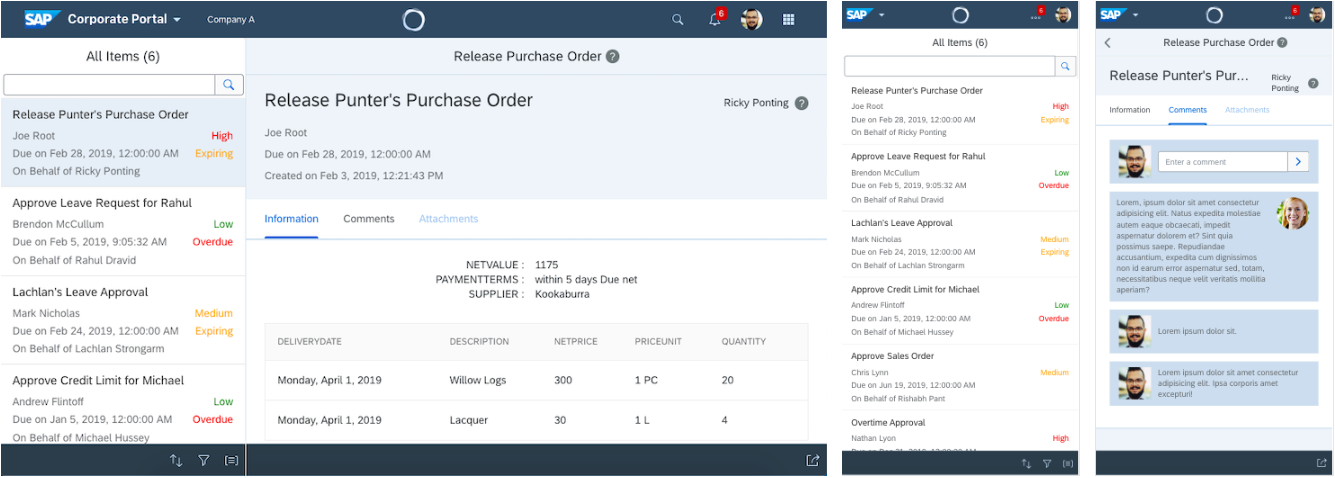 SAP Corporate Portal Company A
6
All Items (6)
Release Punter's Purchase Order
Joe Root High
Due on Feb 28, 2019, 12:00:00 AM Expiring
On Behalf of Ricky Ponting
Approve Leave Request for Rahul
Brendon McCullum Low
Due on Feb 5, 2019, 9:05:32 AM Overdue
On Behalf of Rahul Dravid
Lachlan's Leave Approval
Mark Nicholas Medium
Due on Feb 24, 2019, 12:00:00 AM Expiring
On Behalf of Lachlan Strongarm
Approve Credit Limit for Michael
Andrew Flintoff Low
Due on Jan 5, 2019, 12:00:00 AM Overdue
On Behalf of Michael Hussey
Release Purchase Order ?
Release Punter's Purchase Order
Ricky Ponting ?
Joe Root
Due on Feb 28, 2019, 12:00:00 AM
Created on Feb 3, 2019, 12:21:43 PM
Information Comments Attachments
NETVALUE : 1175
PAYMENTTERMS : within 5 days Due net
SUPPLIER : Kookaburra
DELIVERYDATE DESCRIPTION NETPRICE PRICEUNIT QUANTITY
Monday, April 1, 2019 Willow Logs 300 1 PC 20
Monday, April 1, 2019 Lacquer 30 1 L 4
SAP
6
All Items (6)
Release Punter's Purchase Order
Joe Root High
Due on Feb 28, 2019, 12:00:00 AM Expiring
On Behalf of Ricky Ponting
Approve Leave Request for Rahul
Brendon McCullum Low
Due on Feb 5, 2019, 9:05:32 AM Overdue
On Behalf of Rahul Dravid
Lachlan's Leave Approval
Mark Nicholas Medium
Due on Feb 24, 2019, 12:00:00 AM Expiring
On Behalf of Lachlan Strongarm
Approve Credit Limit for Michael
Andrew Flintoff Low
Due on Jan 5, 2019, 12:00:00 AM Overdue
On Behalf of Michael Hussey
Approve Sales Order
Chris Lynn Medium
Due on Jun 19, 2019, 12:00:00 AM
On Behalf of Rishabh Pant
Overtime Approval
Nathan Lyon High
SAP
6
Release Purchase Order ?
Release Punter's Pur...
Ricky
Ponting ?
Information Comments Attachments
Enter a comment
Lorem, ipsum dolor sit amet consectetur
adipisicing elit. Natus expedita molestiae
autem eaque obcaecati, impedit
aspernatur dolorem et? Sint quia
possimus saepe. Repudiandae
accusantium, expedita cum dignissimos
non id earum error aspernatur sed, totam,
necessitatibus neque velit veritatis mollitia
aperiam?
Lorem ipsum dolor sit.
Lorem ipsum dolor sit amet consectetur
adipisicing elit. Ipsa corporis amet
excepturi!